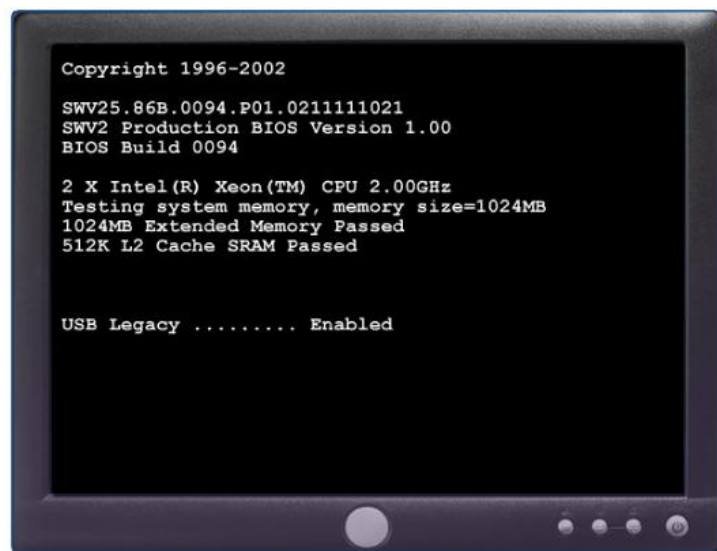 Copyright 1996-2002
SWV25.86B.0094.P01.0211111021
SWV2 Production BIOS Version 1.00
BIOS Build 0094
2 X Intel(R) Xeon(TM) CPU 2.00GHz
Testing system memory, memory size=1024MB
1024MB Extended Memory Passed
512K L2 Cache SRAM Passed
USB Legacy ......... Enabled